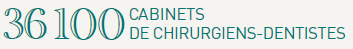 36 100 CABINETS
DE CHIRURGIENS-DENTISTES